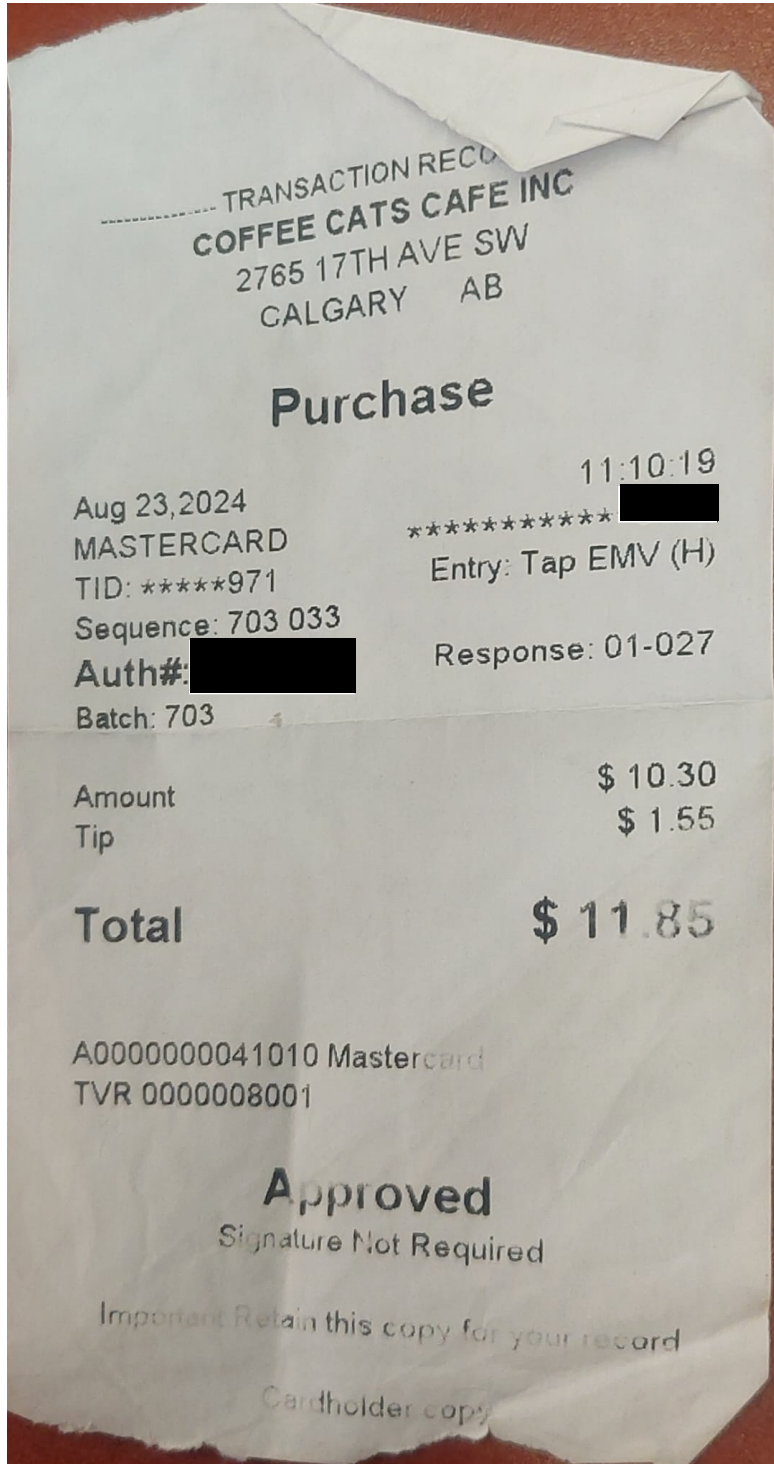 ------------- TRANSACTION RECO
COFFEE CATS CAFE INC
2765 17TH AVE SW
CALGARY AB
Purchase
Aug 23,2024 11:10:19
MASTERCARD ***********
TID: *****971 Entry: Tap EMV (H)
Sequence: 703 033
Auth#: Response: 01-027
Batch: 703
Amount $ 10.30
Tip $ 1.55
Total $ 11.85
A0000000041010 Mastercard
TVR 0000008001
Approved
Signature Not Required
Important Retain this copy for your record
Cardholder copy